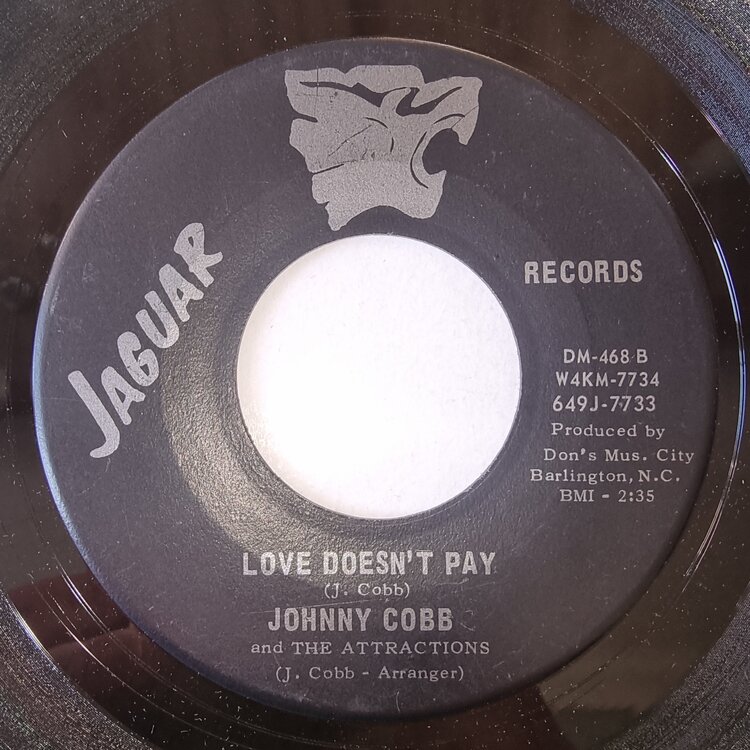 JAGUAR
RECORDS
DM-468 B
W4KM-7734
649J-7733
Produced by
Don's Mus. City
Barlington, N.C.
BMI - 2:35
LOVE DOESN'T PAY
(J. Cobb)
JOHNNY COBB
and THE ATTRACTIONS
(J. Cobb - Arranger)